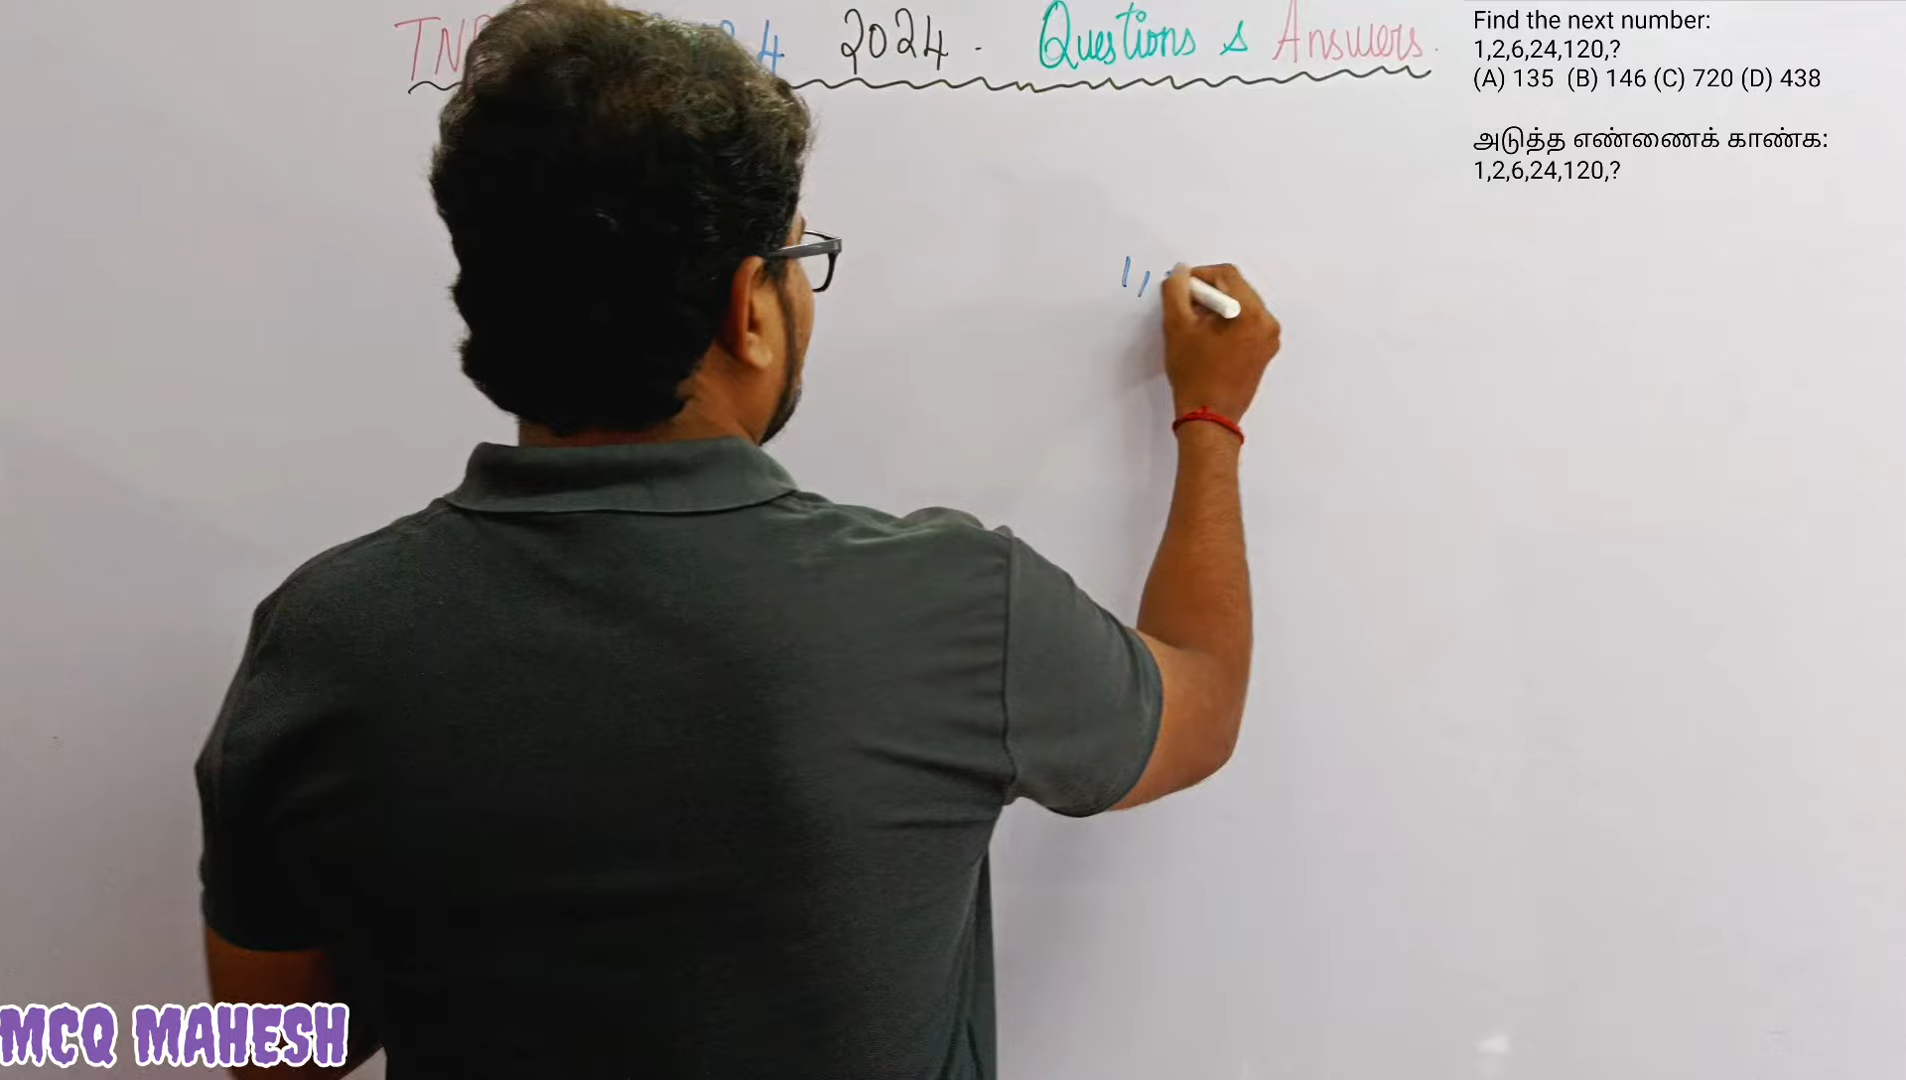 2024 - Questions & Answers.
Find the next number:
1,2,6,24,120,?
(A) 135 (B) 146 (C) 720 (D) 438
அடுத்த எண்ணைக் காண்க:
1,2,6,24,120,?
1,
MCQ MAHESH